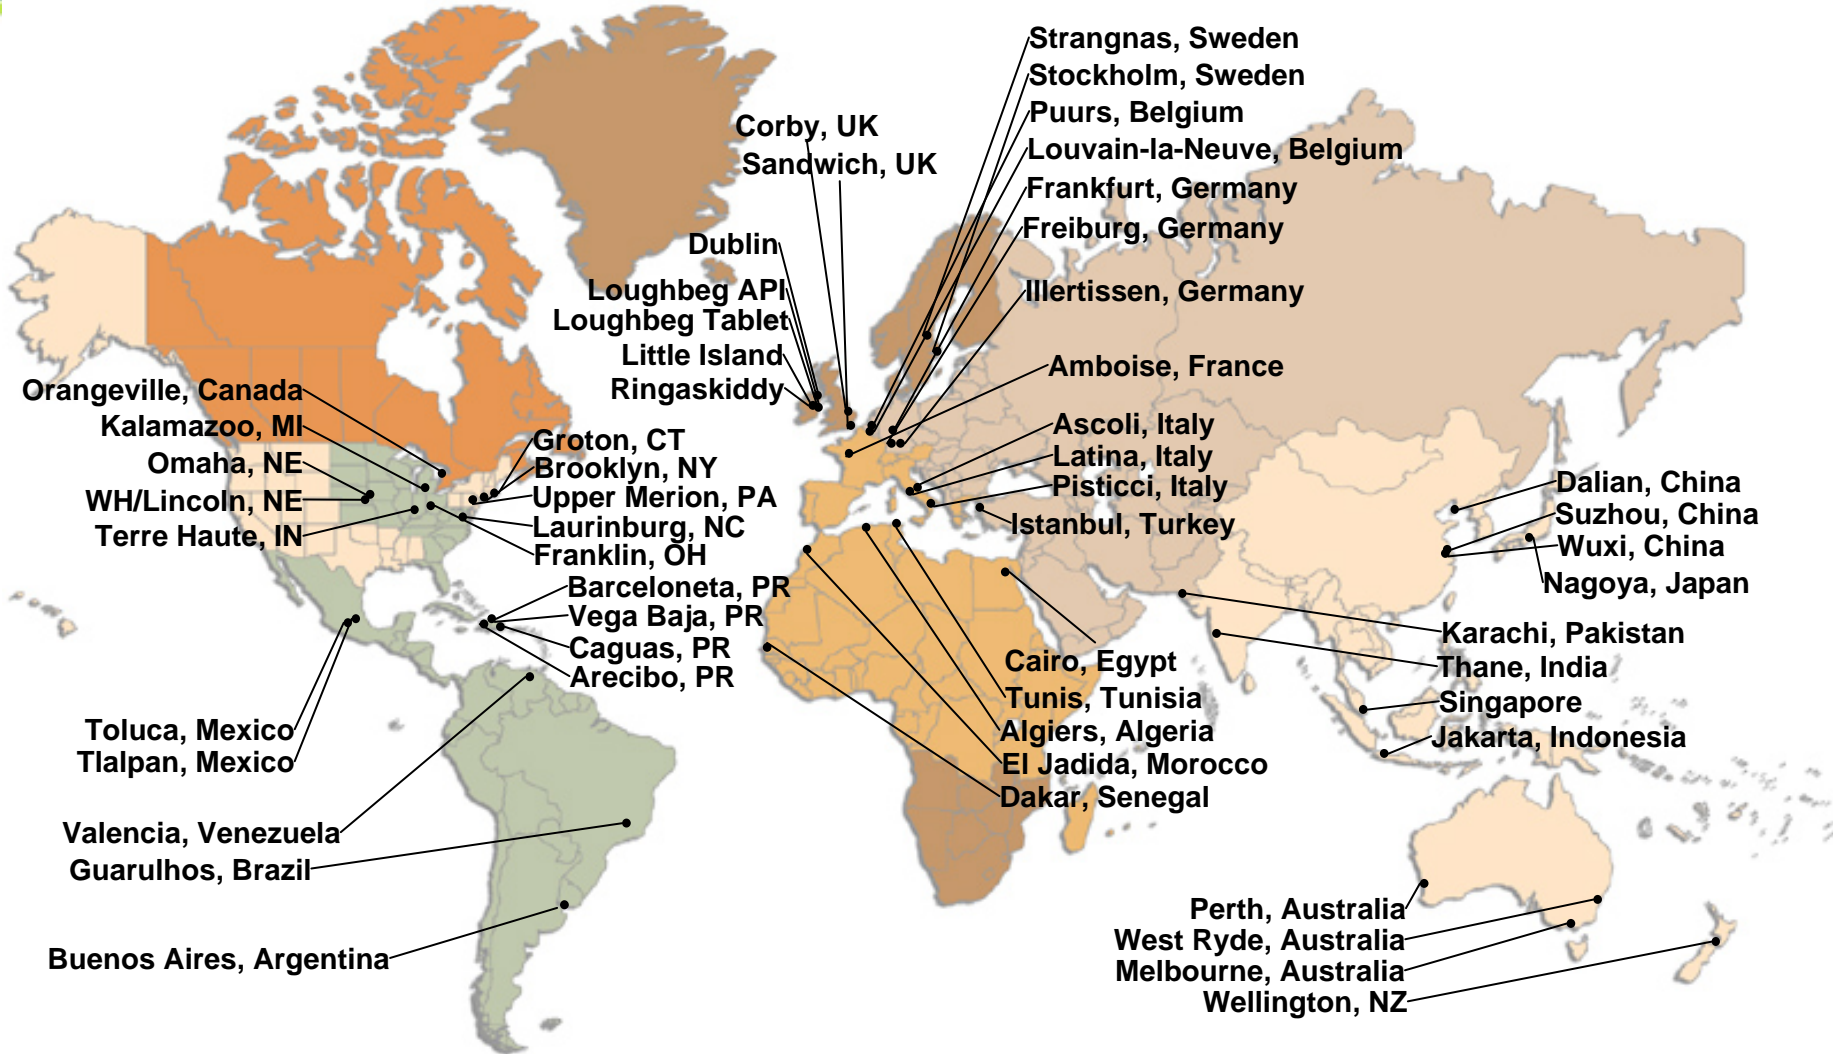 Strangnas, Sweden
Stockholm, Sweden
Puurs, Belgium
Louvain-la-Neuve, Belgium
Frankfurt, Germany
Freiburg, Germany
Illertissen, Germany
Corby, UK
Sandwich, UK
Dublin
Loughbeg API
Loughbeg Tablet
Little Island
Ringaskiddy
Amboise, France
Ascoli, Italy
Latina, Italy
Pisticci, Italy
Istanbul, Turkey
Orangeville, Canada
Kalamazoo, MI
Omaha, NE
WH/Lincoln, NE
Terre Haute, IN
Groton, CT
Brooklyn, NY
Upper Merion, PA
Laurinburg, NC
Franklin, OH
Barceloneta, PR
Vega Baja, PR
Caguas, PR
Arecibo, PR
Toluca, Mexico
Tlalpan, Mexico
Valencia, Venezuela
Guarulhos, Brazil
Buenos Aires, Argentina
Cairo, Egypt
Tunis, Tunisia
Algiers, Algeria
El Jadida, Morocco
Dakar, Senegal
Dalian, China
Suzhou, China
Wuxi, China
Nagoya, Japan
Karachi, Pakistan
Thane, India
Singapore
Jakarta, Indonesia
Perth, Australia
West Ryde, Australia
Melbourne, Australia
Wellington, NZ